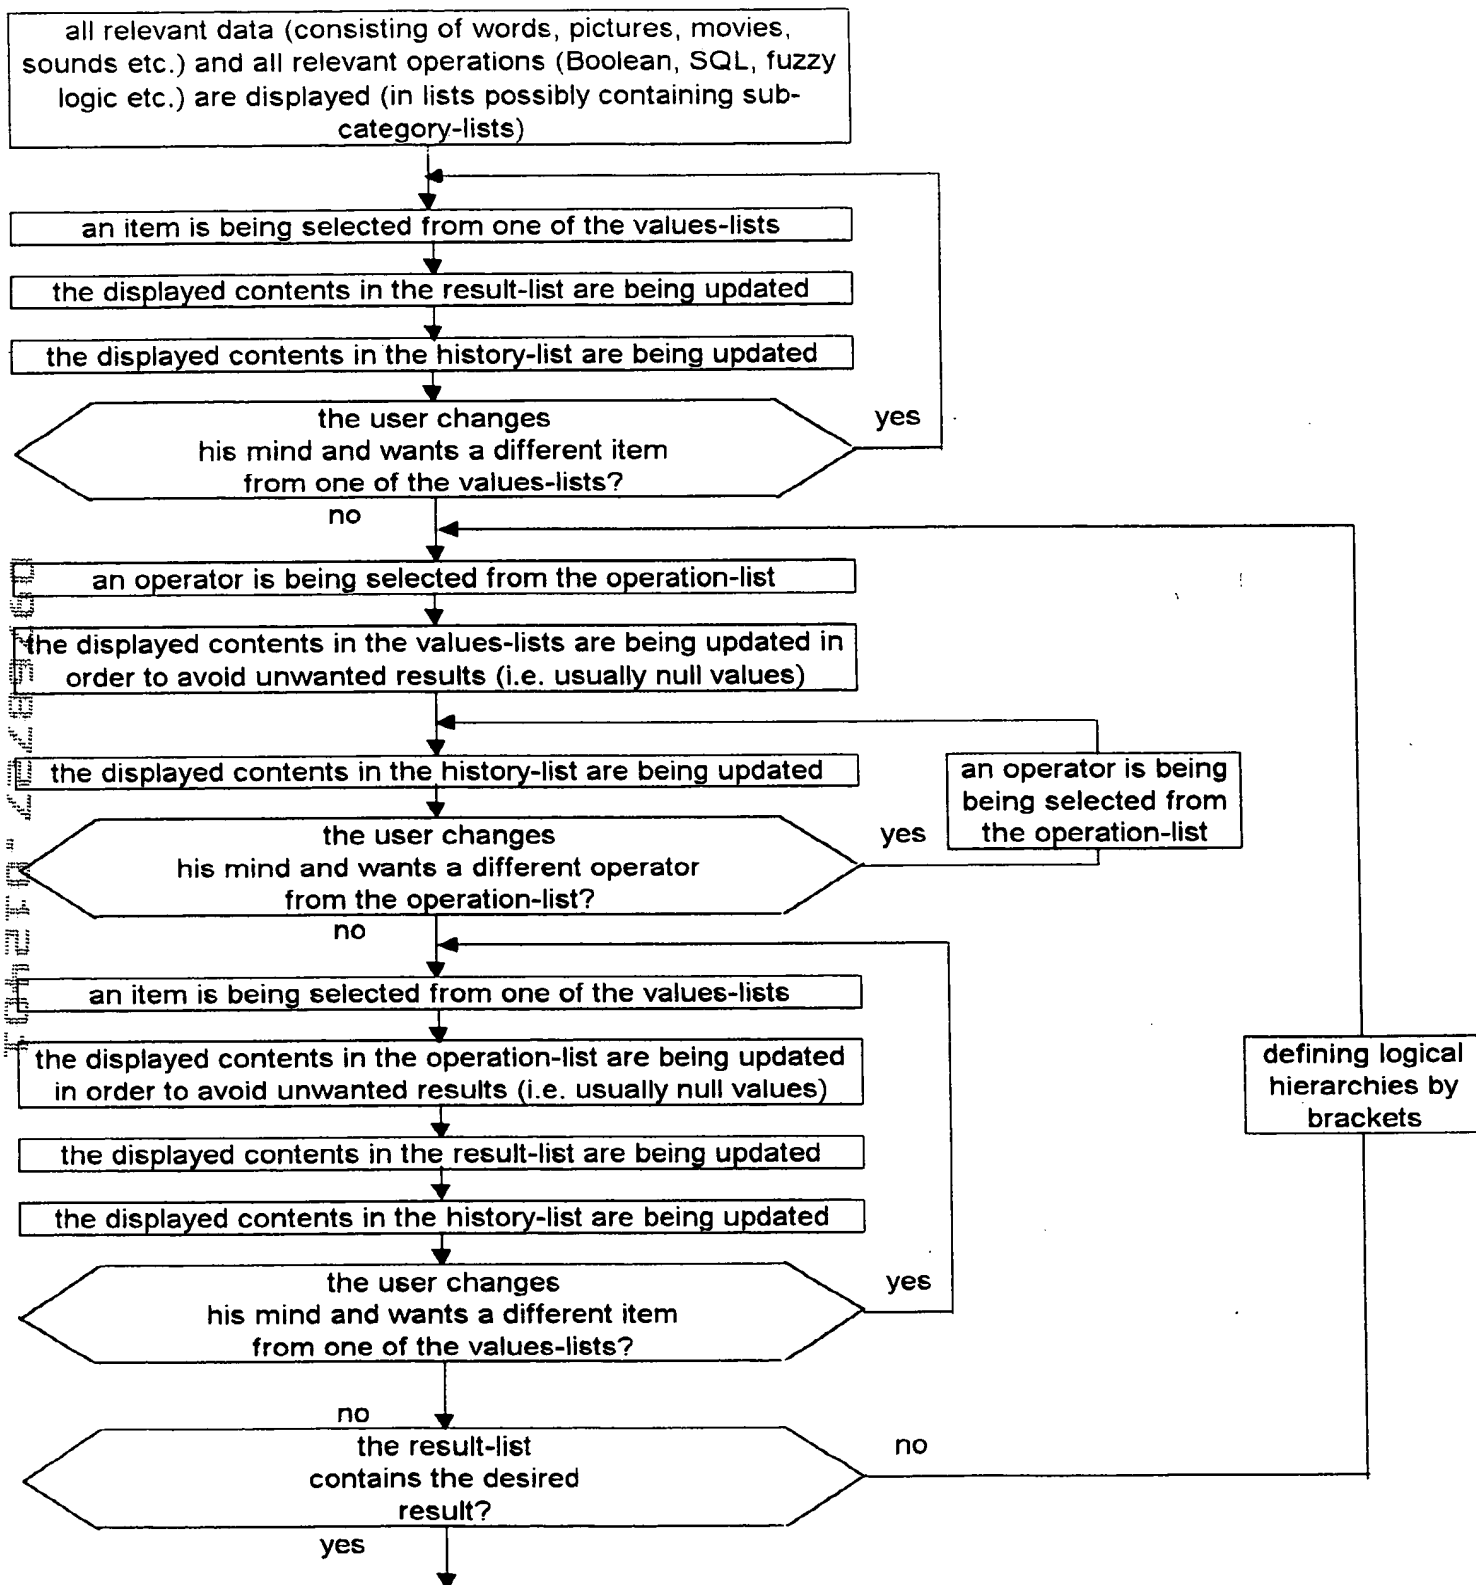 all relevant data (consisting of words, pictures, movies,
sounds etc.) and all relevant operations (Boolean, SQL, fuzzy
logic etc.) are displayed (in lists possibly containing sub-
category-lists)
an item is being selected from one of the values-lists
the displayed contents in the result-list are being updated
the displayed contents in the history-list are being updated
the user changes
his mind and wants a different item
from one of the values-lists?
yes
no
an operator is being selected from the operation-list
the displayed contents in the values-lists are being updated in
order to avoid unwanted results (i.e. usually null values)
the displayed contents in the history-list are being updated
an operator is being
being selected from
the operation-list
the user changes
his mind and wants a different operator
from the operation-list?
yes
no
an item is being selected from one of the values-lists
the displayed contents in the operation-list are being updated
in order to avoid unwanted results (i.e. usually null values)
defining logical
hierarchies by
brackets
the displayed contents in the result-list are being updated
the displayed contents in the history-list are being updated
the user changes
his mind and wants a different item
from one of the values-lists?
yes
no
the result-list
contains the desired
result?
no
yes